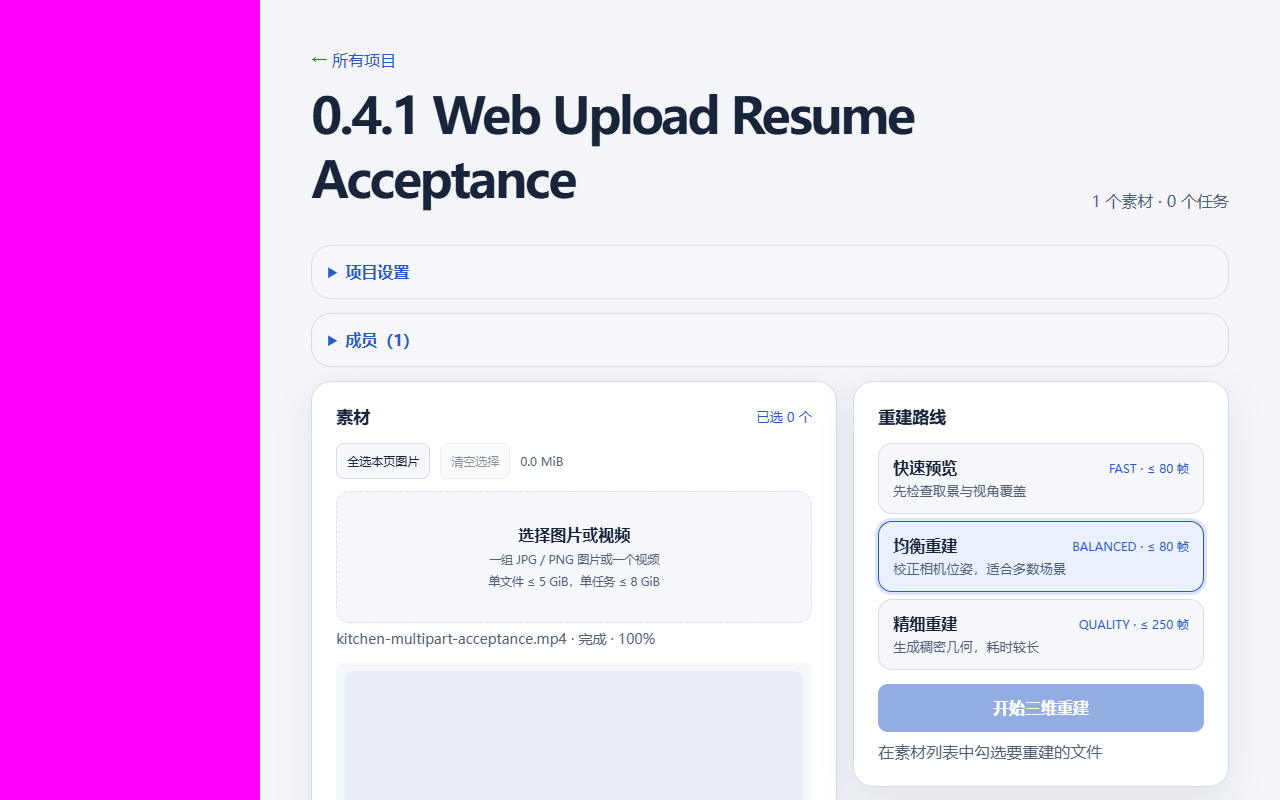 ← 所有项目
0.4.1 Web Upload Resume
Acceptance
1 个素材 · 0 个任务
▶ 项目设置
▶ 成员（1）
素材
已选 0 个
全选本页图片
清空选择
0.0 MiB
选择图片或视频
一组 JPG / PNG 图片或一个视频
单文件 ≤ 5 GiB，单任务 ≤ 8 GiB
kitchen-multipart-acceptance.mp4 · 完成 · 100%
重建路线
快速预览
FAST · ≤ 80 帧
先检查取景与视角覆盖
均衡重建
BALANCED · ≤ 80 帧
校正相机位姿，适合多数场景
精细重建
QUALITY · ≤ 250 帧
生成稠密几何，耗时较长
开始三维重建
在素材列表中勾选要重建的文件